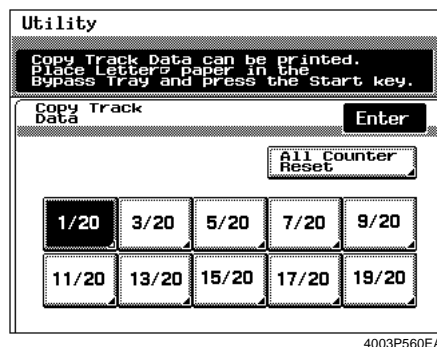 Utility
Copy Track Data can be printed.
Place Letter paper in the
Bypass Tray and press the Start key.
Copy Track
Data
Enter
All Counter
Reset
1/20 3/20 5/20 7/20 9/20
11/20 13/20 15/20 17/20 19/20
4003P560EA